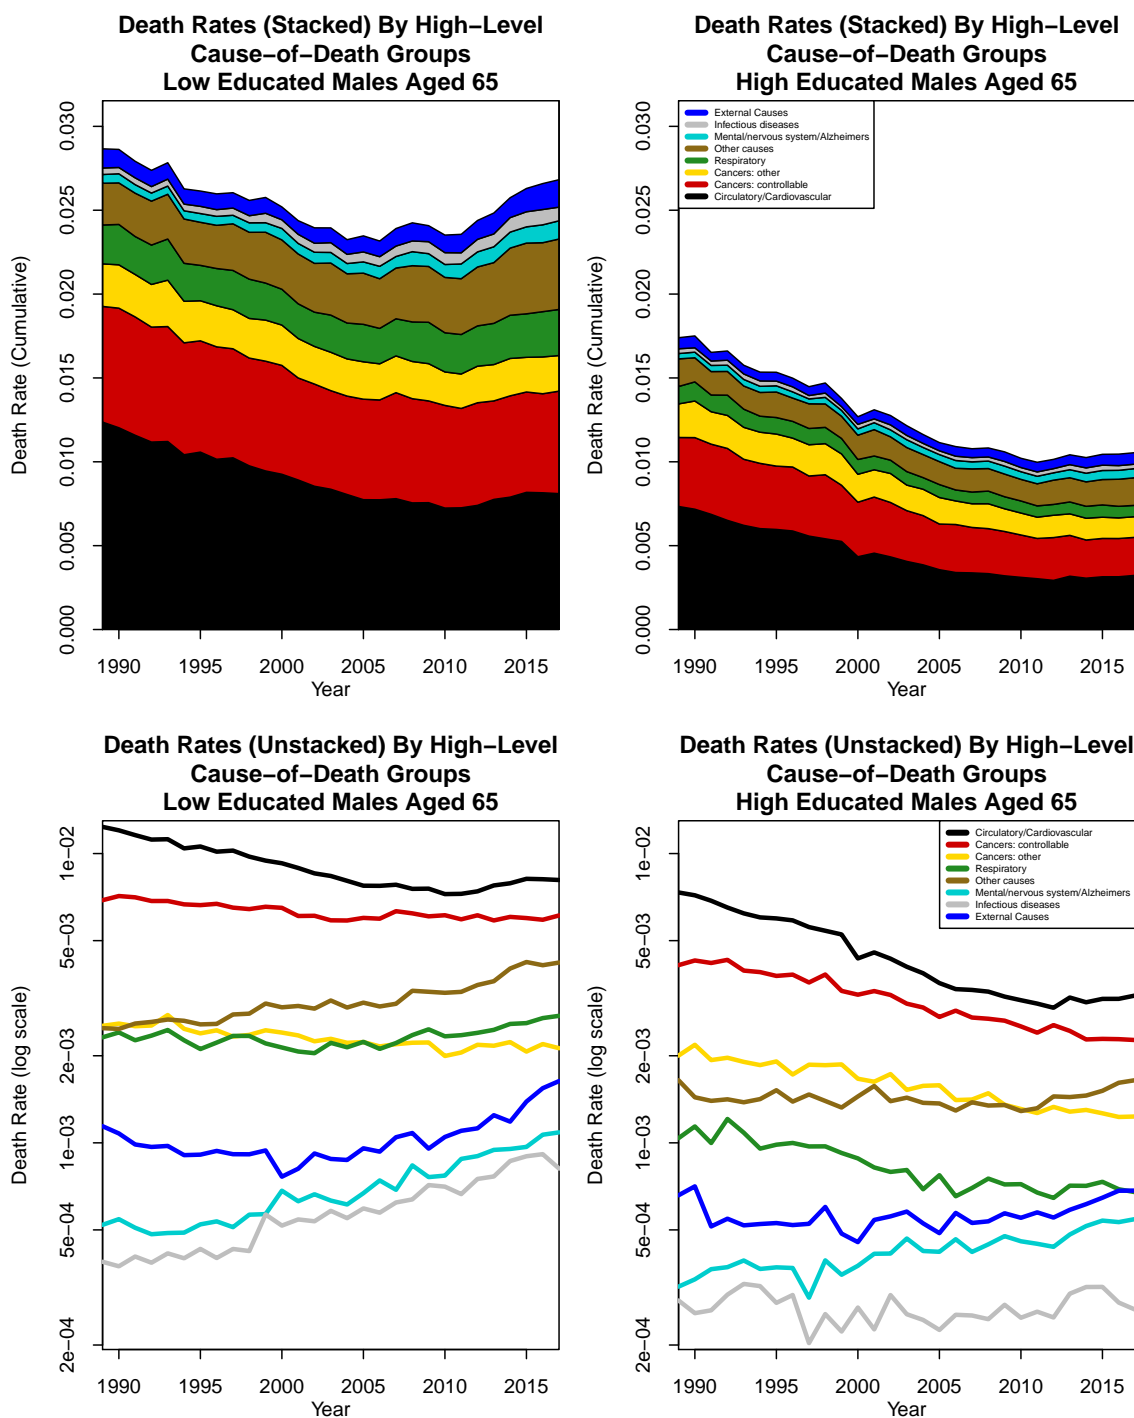 Death Rates (Stacked) By High−Level
Cause−of−Death Groups
Low Educated Males Aged 65
Death Rate (Cumulative)
0.030
0.025
0.020
0.015
0.010
0.005
0.000
1990 1995 2000 2005 2010 2015
Year
Death Rates (Stacked) By High−Level
Cause−of−Death Groups
High Educated Males Aged 65
External Causes
Infectious diseases
Mental/nervous system/Alzheimers
Other causes
Respiratory
Cancers: other
Cancers: controllable
Circulatory/Cardiovascular
Death Rate (Cumulative)
0.030
0.025
0.020
0.015
0.010
0.005
0.000
1990 1995 2000 2005 2010 2015
Year
Death Rates (Unstacked) By High−Level
Cause−of−Death Groups
Low Educated Males Aged 65
Death Rate (log scale)
1e−02
5e−03
2e−03
1e−03
5e−04
2e−04
1990 1995 2000 2005 2010 2015
Year
Death Rates (Unstacked) By High−Level
Cause−of−Death Groups
High Educated Males Aged 65
Circulatory/Cardiovascular
Cancers: controllable
Cancers: other
Respiratory
Other causes
Mental/nervous system/Alzheimers
Infectious diseases
External Causes
Death Rate (log scale)
1e−02
5e−03
2e−03
1e−03
5e−04
2e−04
1990 1995 2000 2005 2010 2015
Year